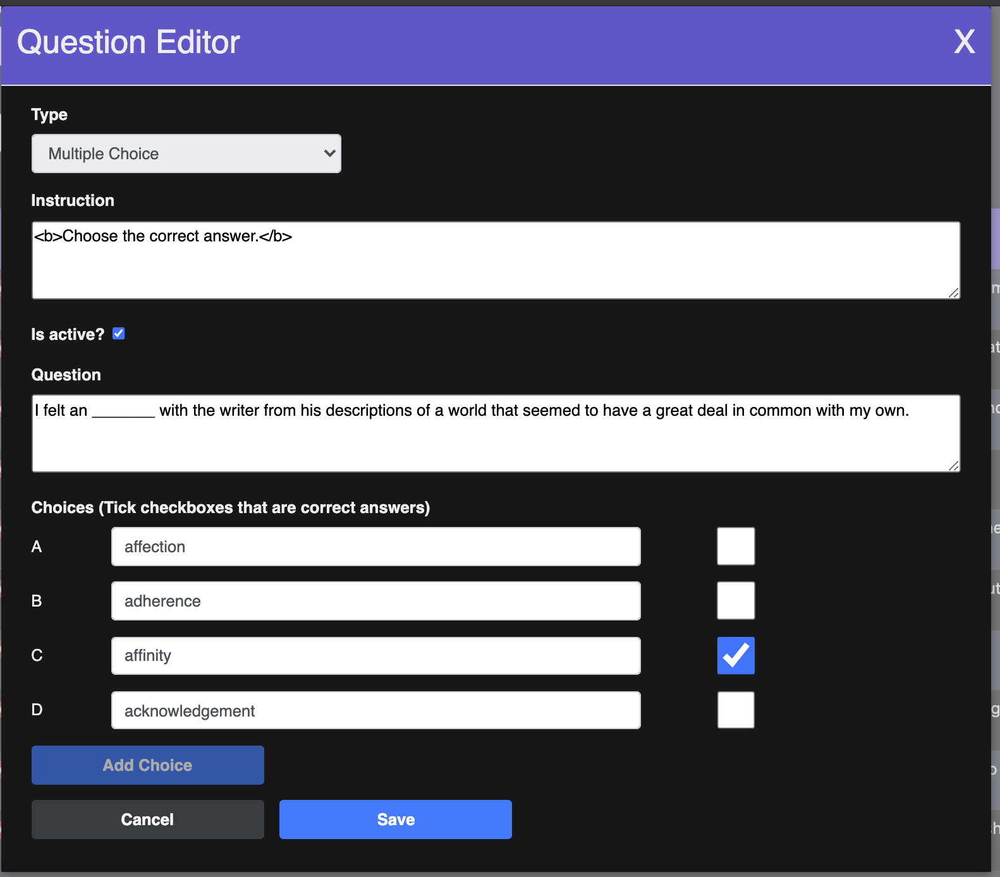 Question Editor X
Type
Multiple Choice
Instruction
<b>Choose the correct answer.</b>
Is active?
Question
I felt an _______ with the writer from his descriptions of a world that seemed to have a great deal in common with my own.
Choices (Tick checkboxes that are correct answers)
A affection
B adherence
C affinity
D acknowledgement
Add Choice
Cancel Save